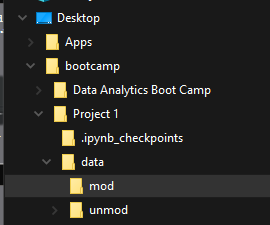 Desktop
Apps
bootcamp
Data Analytics Boot Camp
Project 1
.ipynb_checkpoints
data
mod
unmod